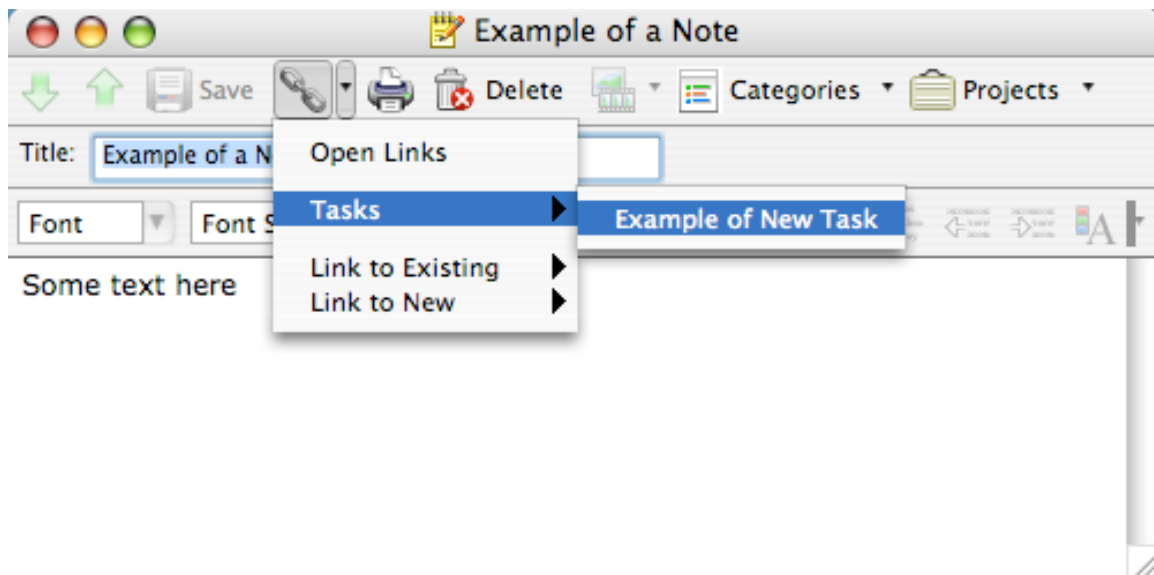 Example of a Note
Save Delete Categories Projects
Title: Example of a N
Open Links
Tasks
Example of New Task
Font Font S
Link to Existing
Link to New
Some text here